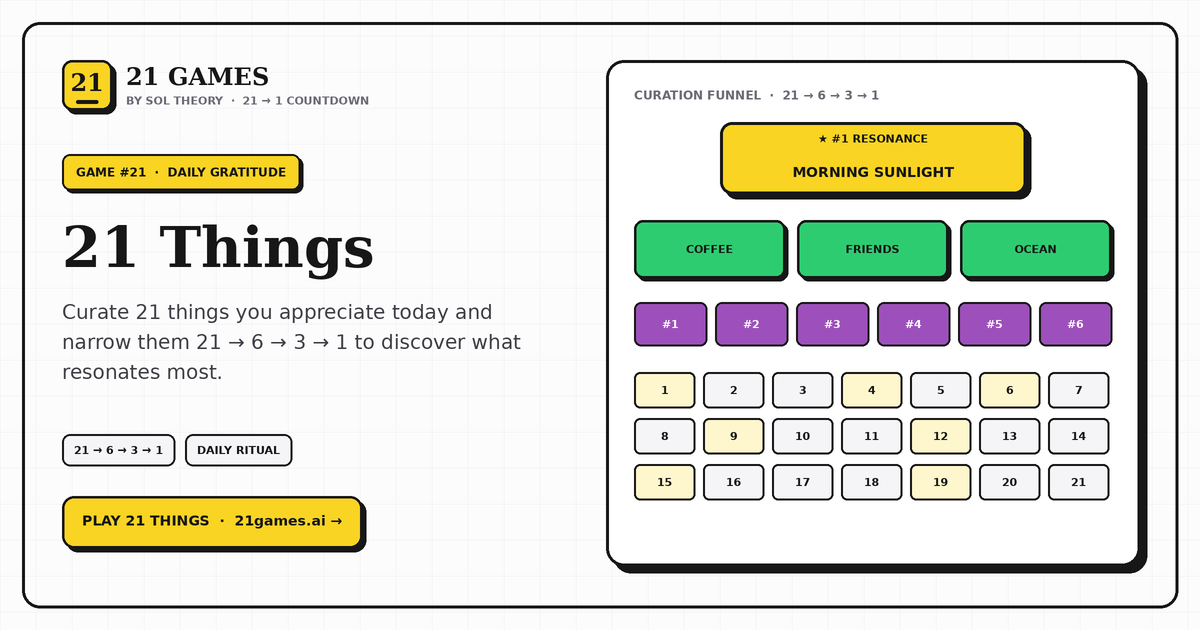 21
21 GAMES
BY SOL THEORY · 21 → 1 COUNTDOWN
GAME #21 · DAILY GRATITUDE
21 Things
Curate 21 things you appreciate today and
narrow them 21 → 6 → 3 → 1 to discover what
resonates most.
21 → 6 → 3 → 1
DAILY RITUAL
PLAY 21 THINGS · 21games.ai →
CURATION FUNNEL · 21 → 6 → 3 → 1
★ #1 RESONANCE
MORNING SUNLIGHT
COFFEE FRIENDS OCEAN
#1 #2 #3 #4 #5 #6
1 2 3 4 5 6 7
8 9 10 11 12 13 14
15 16 17 18 19 20 21